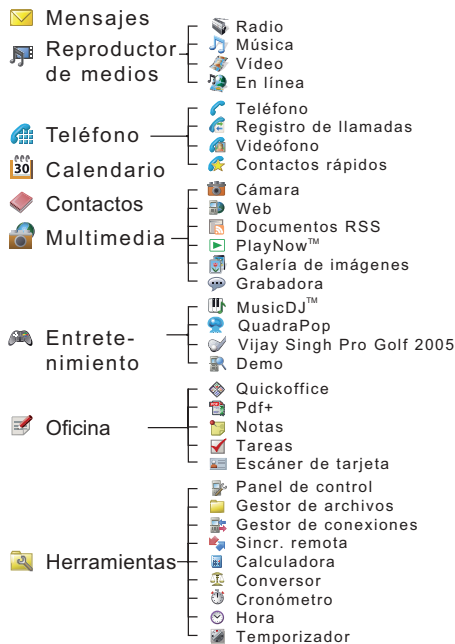 Mensajes
Reproductor
de medios
Radio
Música
Vídeo
En línea
Teléfono
Teléfono
Registro de llamadas
Videófono
Contactos rápidos
Calendario
30
Contactos
Multimedia
Cámara
Web
Documentos RSS
PlayNow™
Galería de imágenes
Grabadora
Entrete-
nimiento
MusicDJ™
QuadraPop
Vijay Singh Pro Golf 2005
Demo
Oficina
Quickoffice
Pdf+
Notas
Tareas
Escáner de tarjeta
Herramientas
Panel de control
Gestor de archivos
Gestor de conexiones
Sincr. remota
Calculadora
Conversor
Cronómetro
Hora
Temporizador